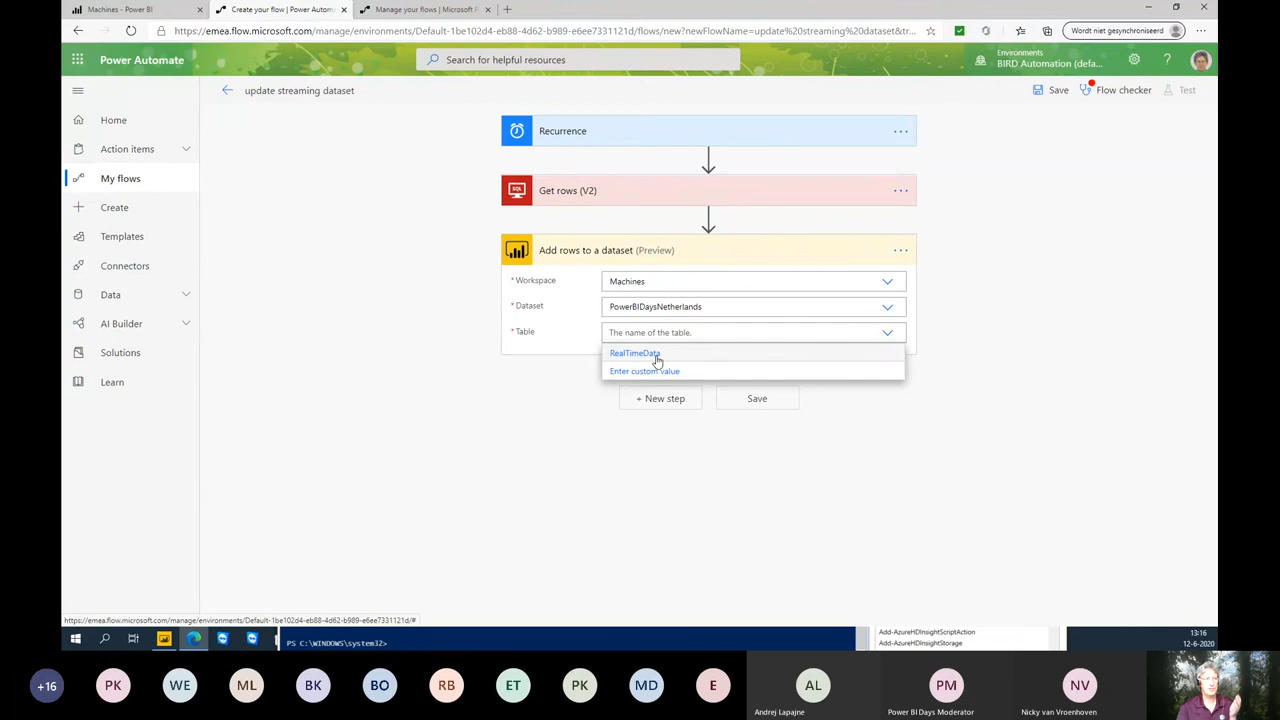 Machines - Power BI
Create your flow | Power Autom
Manage your flows | Microsoft P
https://emea.flow.microsoft.com/manage/environments/Default-1be102d4-eb88-4d62-b989-e6ee7331121d/flows/new?newFlowName=update%20streaming%20dataset&tr...
Wordt niet gesynchroniseerd
Power Automate
Search for helpful resources
Environments
BIRD Automation (defa...
update streaming dataset
Save
Flow checker
Test
Home
Action items
My flows
Create
Templates
Connectors
Data
AI Builder
Solutions
Learn
Recurrence
Get rows (V2)
SQL
Add rows to a dataset (Preview)
* Workspace
Machines
* Dataset
PowerBIDaysNetherlands
* Table
The name of the table.
RealTimeData
Enter custom value
+ New step
Save
https://emea.flow.microsoft.com/manage/environments/Default-1be102d4-eb88-4d62-b989-e6ee7331121d/#
PS C:\WINDOWS\system32>
Add-AzureHDInsightScriptAction
Add-AzureHDInsightStorage
13:16
12-6-2020
+16
PK
WE
ML
BK
BO
RB
ET
PK
MD
E
AL
PM
NV
Andrej Lapajne
Power BI Days Moderator
Nicky van Vroenhoven